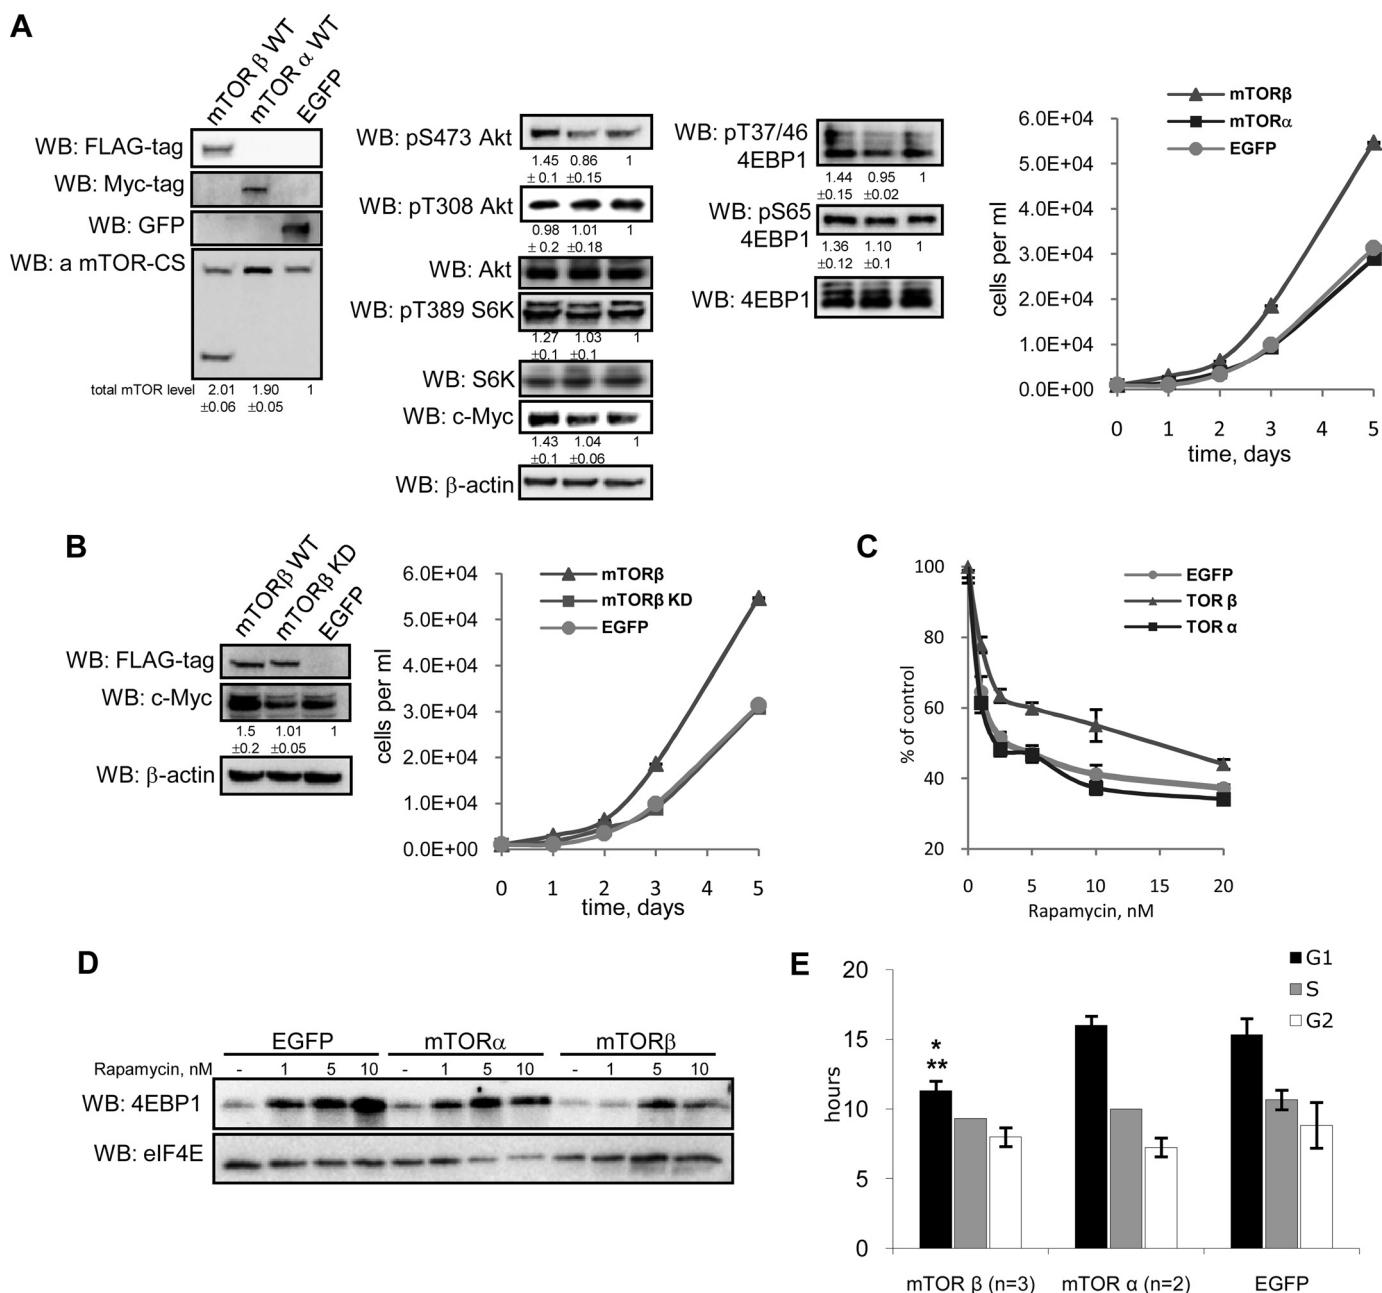 A
mTOR β WT
mTOR α WT
EGFP
WB: FLAG-tag
WB: Myc-tag
WB: GFP
WB: a mTOR-CS
total mTOR level 2.01 1.90 1
±0.06 ±0.05
WB: pS473 Akt
1.45 0.86 1
± 0.1 ±0.15
WB: pT308 Akt
0.98 1.01 1
± 0.2 ±0.18
WB: Akt
WB: pT389 S6K
1.27 1.03 1
±0.1 ±0.1
WB: S6K
WB: c-Myc
1.43 1.04 1
±0.1 ±0.06
WB: β-actin
WB: pT37/46
4EBP1
1.44 0.95 1
±0.15 ±0.02
WB: pS65
4EBP1
1.36 1.10 1
±0.12 ±0.1
WB: 4EBP1
mTORβ
mTORα
EGFP
6.0E+04
5.0E+04
4.0E+04
3.0E+04
2.0E+04
1.0E+04
0.0E+00
cells per ml
0 1 2 3 4 5
time, days
B
mTORβ WT
mTORβ KD
EGFP
WB: FLAG-tag
WB: c-Myc
1.5 1.01 1
±0.2 ±0.05
WB: β-actin
mTORβ
mTORβ KD
EGFP
6.0E+04
5.0E+04
4.0E+04
3.0E+04
2.0E+04
1.0E+04
0.0E+00
cells per ml
0 1 2 3 4 5
time, days
C
EGFP
TOR β
TOR α
100
80
60
40
20
% of control
0 5 10 15 20
Rapamycin, nM
D
EGFP mTORα mTORβ
Rapamycin, nM - 1 5 10 - 1 5 10 - 1 5 10
WB: 4EBP1
WB: eIF4E
E
G1
S
G2
20
15
10
5
0
hours
*
**
mTOR β (n=3) mTOR α (n=2) EGFP